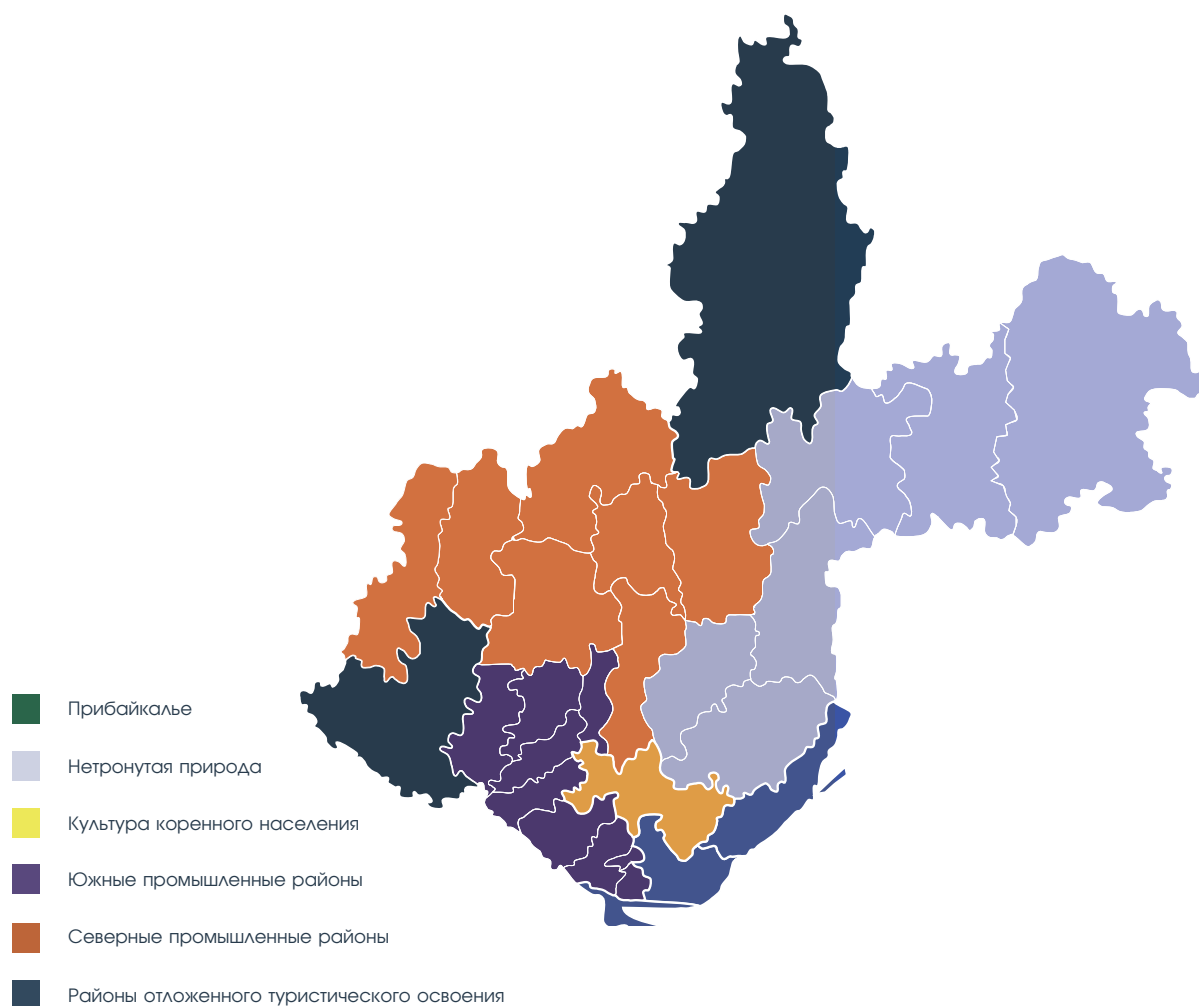 Прибайкалье
Нетронутая природа
Культура коренного населения
Южные промышленные районы
Северные промышленные районы
Районы отложенного туристического освоения